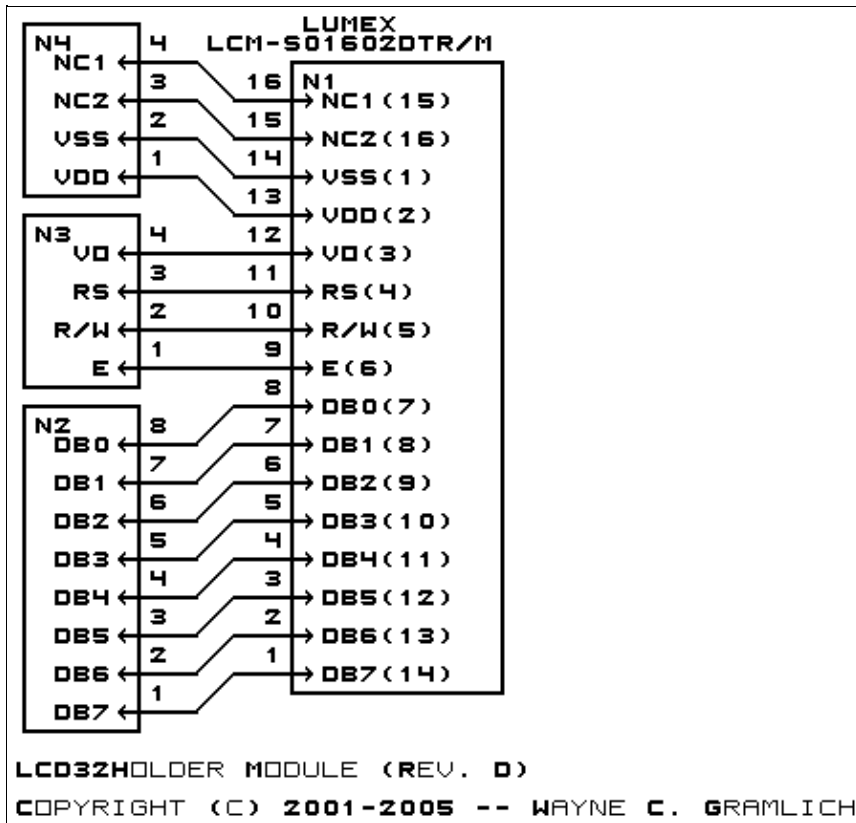 LUMEX
LCM-S01602DTR/M
N4
4
NC1
3
NC2
2
VSS
1
VDD
N3
4
VO
3
RS
2
R/W
1
E
N2
8
DB0
7
DB1
6
DB2
5
DB3
4
DB4
3
DB5
2
DB6
1
DB7
N1
16
NC1(15)
15
NC2(16)
14
VSS(1)
13
VDD(2)
12
VO(3)
11
RS(4)
10
R/W(5)
9
E(6)
8
DB0(7)
7
DB1(8)
6
DB2(9)
5
DB3(10)
4
DB4(11)
3
DB5(12)
2
DB6(13)
1
DB7(14)
LCD32HOLDER MODULE (REV. D)
COPYRIGHT (C) 2001-2005 -- WAYNE C. GRAMLICH